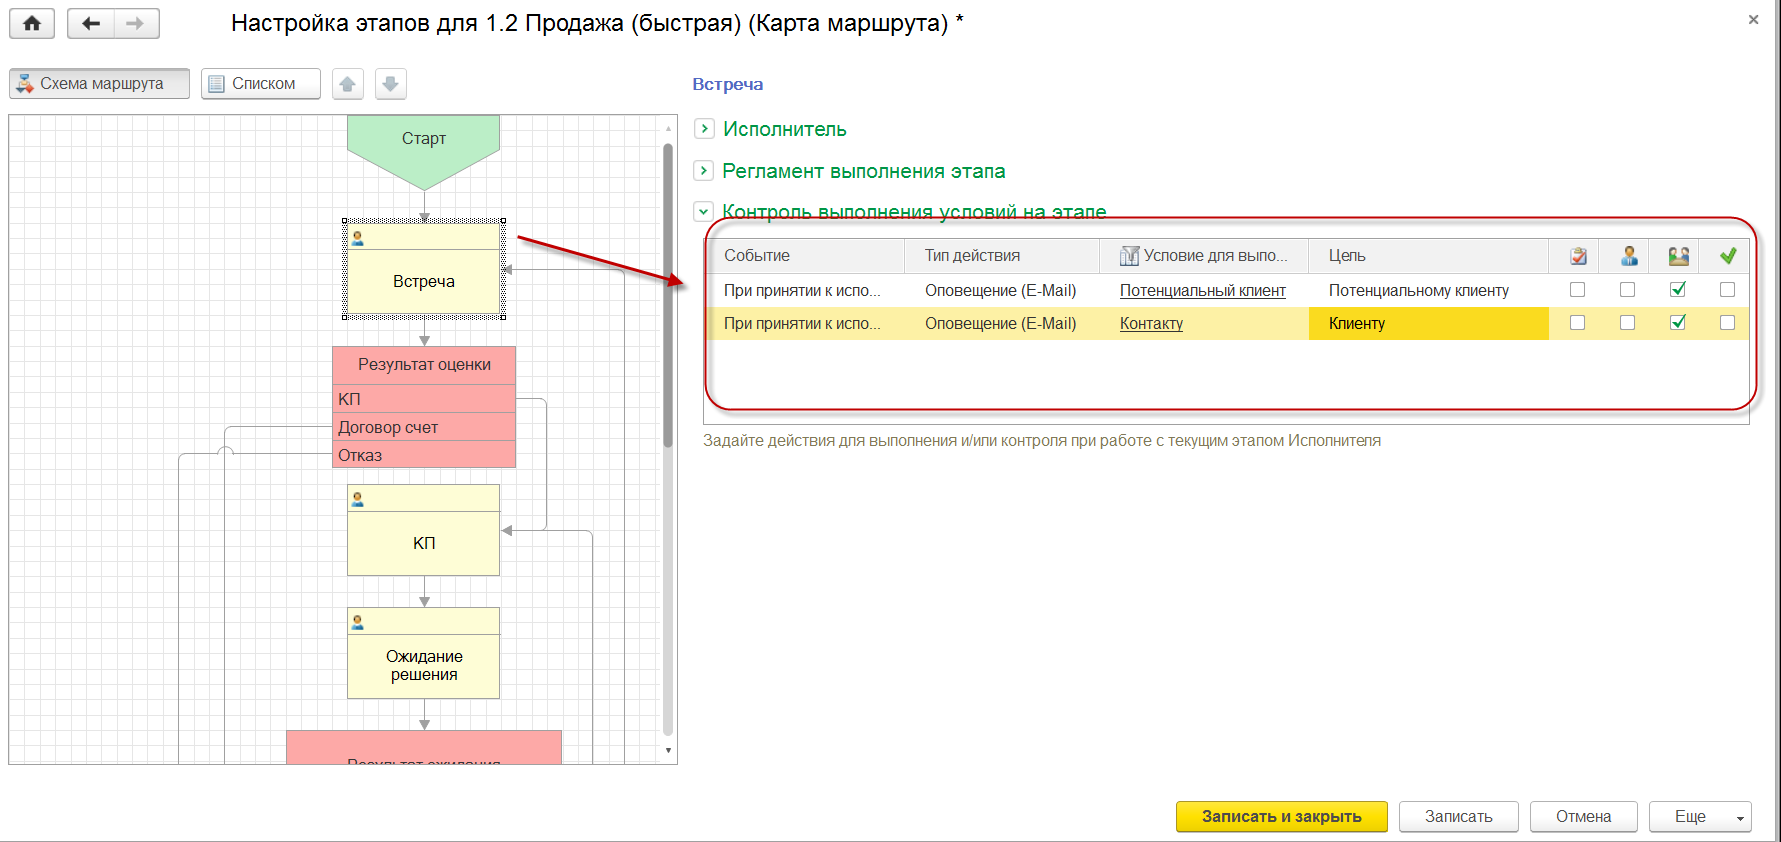 Настройка этапов для 1.2 Продажа (быстрая) (Карта маршрута) *
Схема маршрута
Списком
Старт
Встреча
Результат оценки
КП
Договор счет
Отказ
КП
Ожидание
решения
Результат ожидания
Встреча
Исполнитель
Регламент выполнения этапа
Контроль выполнения условий на этапе
Событие Тип действия Условие для выпо... Цель
При принятии к испо... Оповещение (E-Mail) Потенциальный клиент Потенциальному клиенту
При принятии к испо... Оповещение (E-Mail) Контакту Клиенту
Задайте действия для выполнения и/или контроля при работе с текущим этапом Исполнителя
Записать и закрыть
Записать
Отмена
Еще